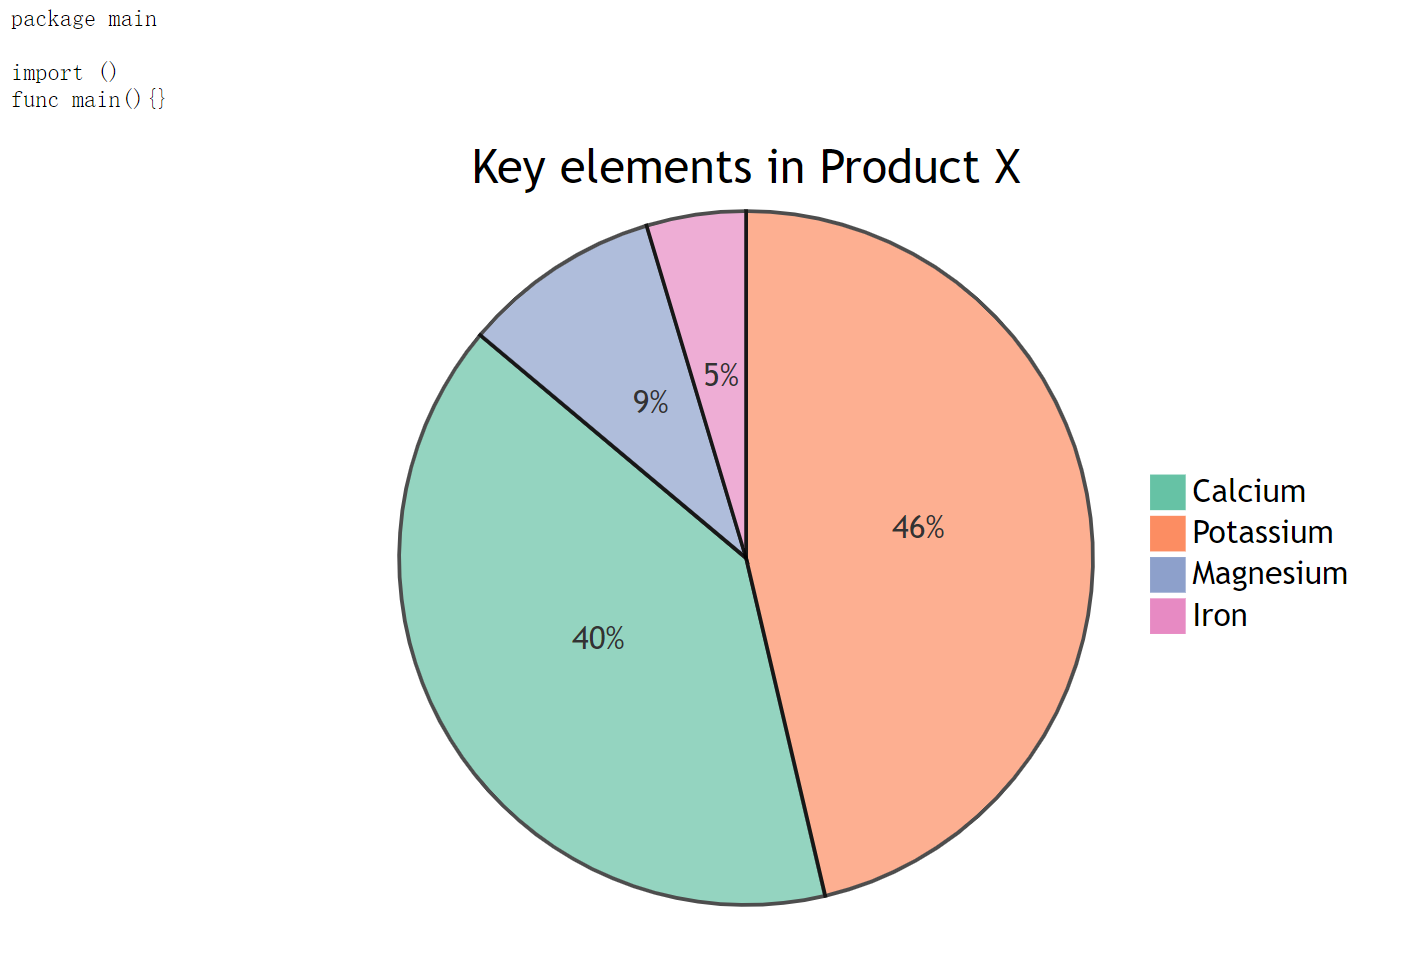 package main
import ()
func main(){}
Key elements in Product X
5%
9%
46%
40%
Calcium
Potassium
Magnesium
Iron